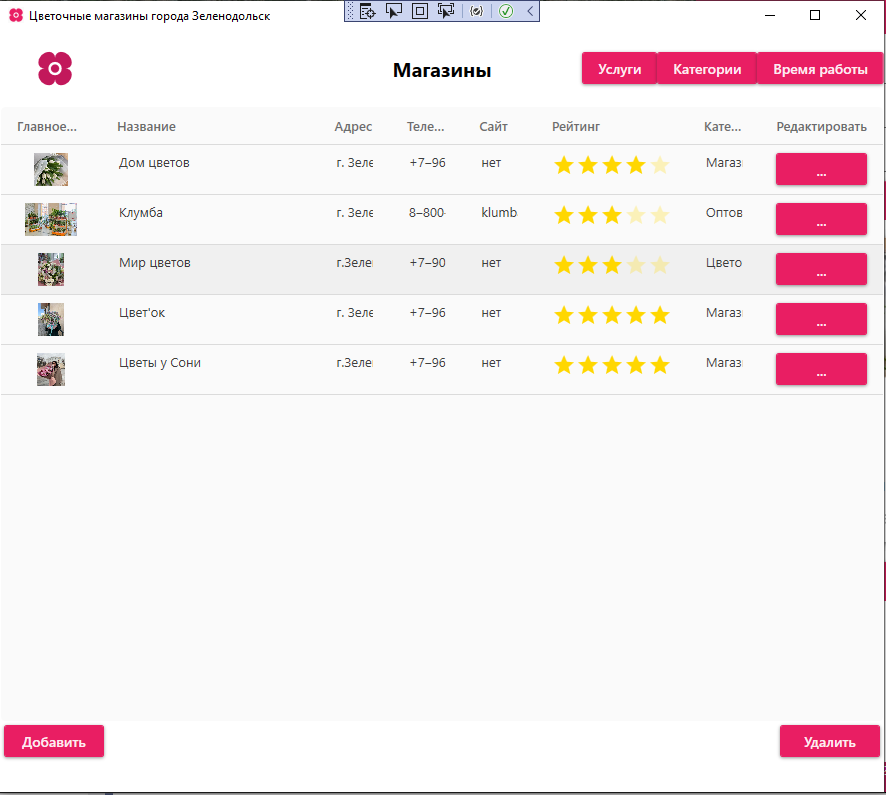 Цветочные магазины города Зеленодольск
Магазины
Услуги Категории Время работы
Главное... Название Адрес Теле... Сайт Рейтинг Кате... Редактировать
Дом цветов г. Зеле +7–96 нет Магаз ...
Клумба г. Зеле 8–800- klumb Оптов ...
Мир цветов г.Зелен +7–90 нет Цвето ...
Цвет'ок г. Зеле +7–96 нет Магаз ...
Цветы у Сони г.Зелен +7–96 нет Магаз ...
Добавить Удалить